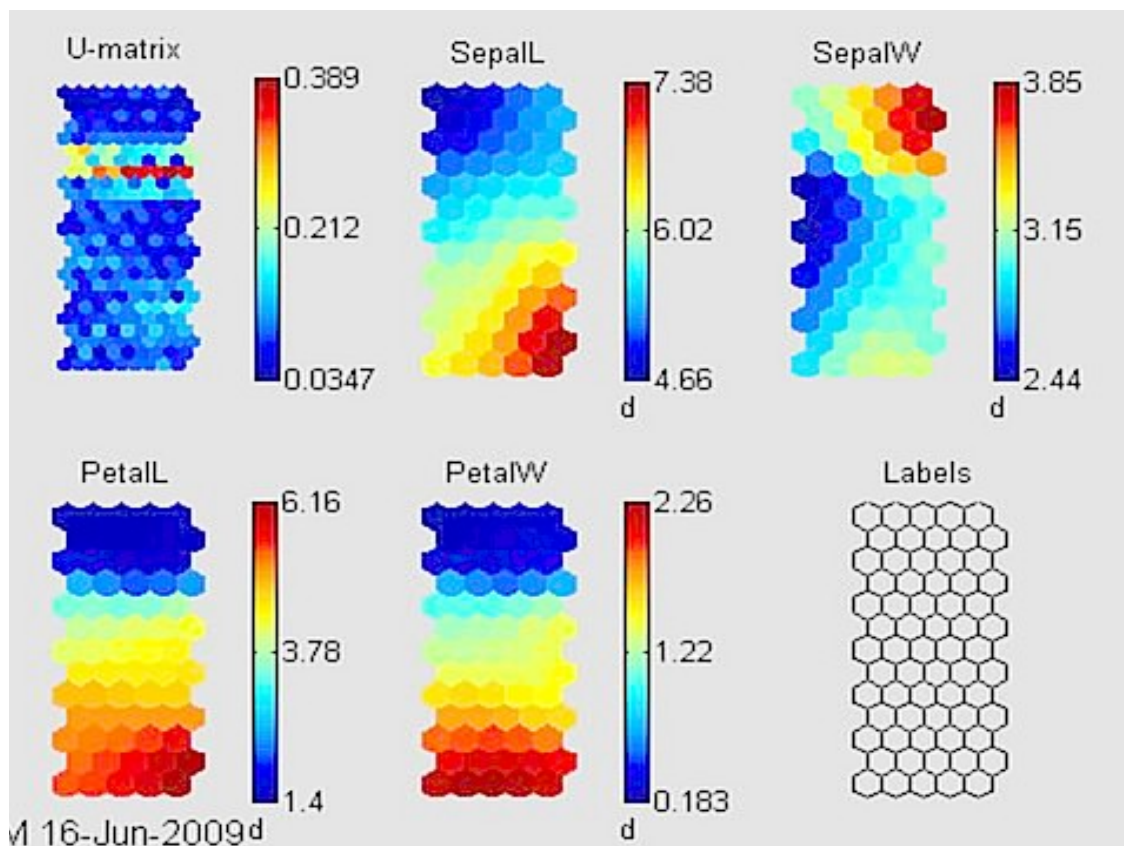 U-matrix
0.389
0.212
0.0347
SepalL
7.38
6.02
4.66
d
SepalW
3.85
3.15
2.44
d
PetalL
6.16
3.78
1.4
d
PetalW
2.26
1.22
0.183
d
Labels
M 16-Jun-2009